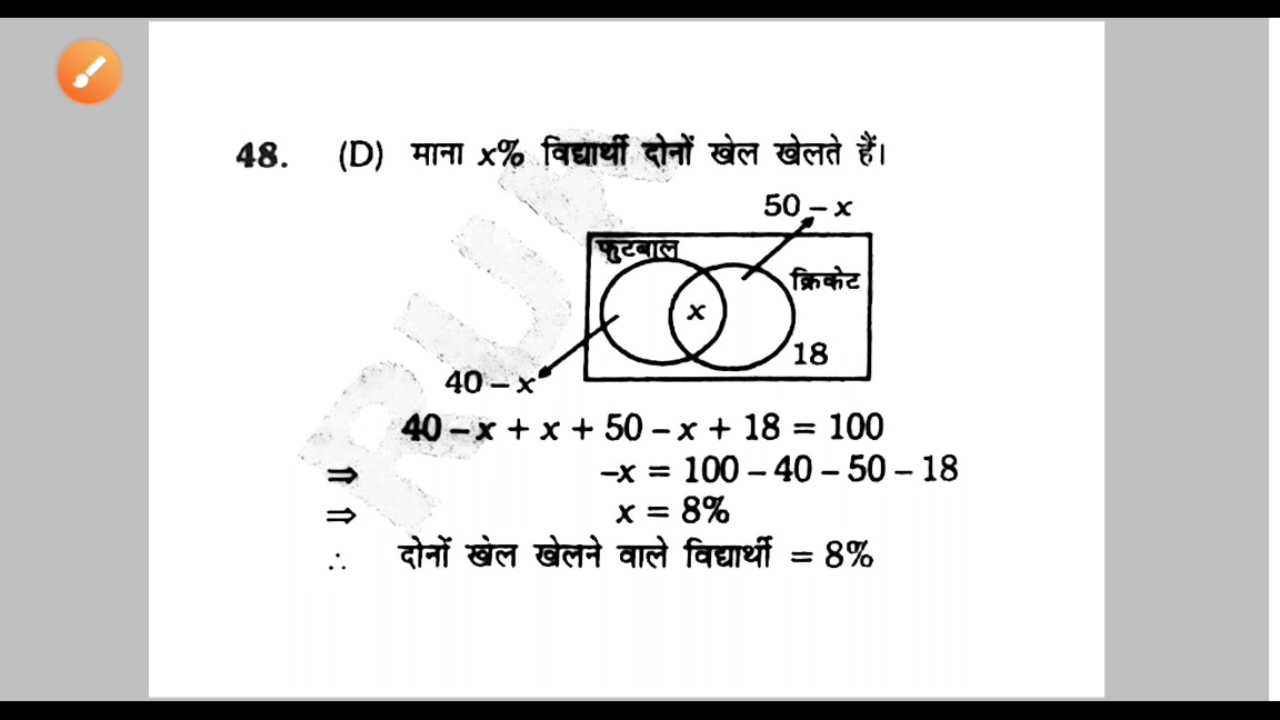 48. (D) माना x% विद्यार्थी दोनों खेल खेलते हैं।
50 – x
फुटबाल
क्रिकेट
x
18
40 – x
40 – x + x + 50 – x + 18 = 100
⇒ –x = 100 – 40 – 50 – 18
⇒ x = 8%
∴ दोनों खेल खेलने वाले विद्यार्थी = 8%